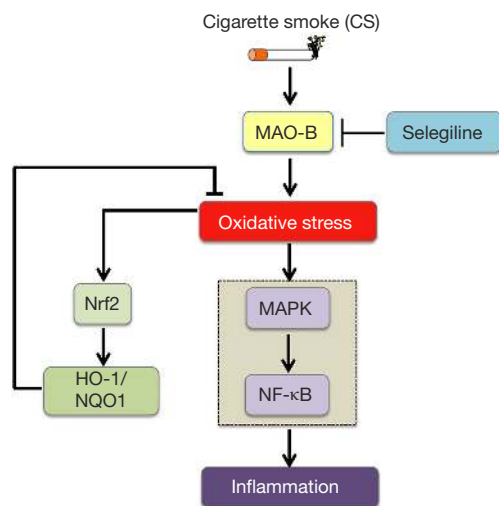 Cigarette smoke (CS)
MAO-B
Selegiline
Oxidative stress
Nrf2
MAPK
HO-1/
NQO1
NF-κB
Inflammation